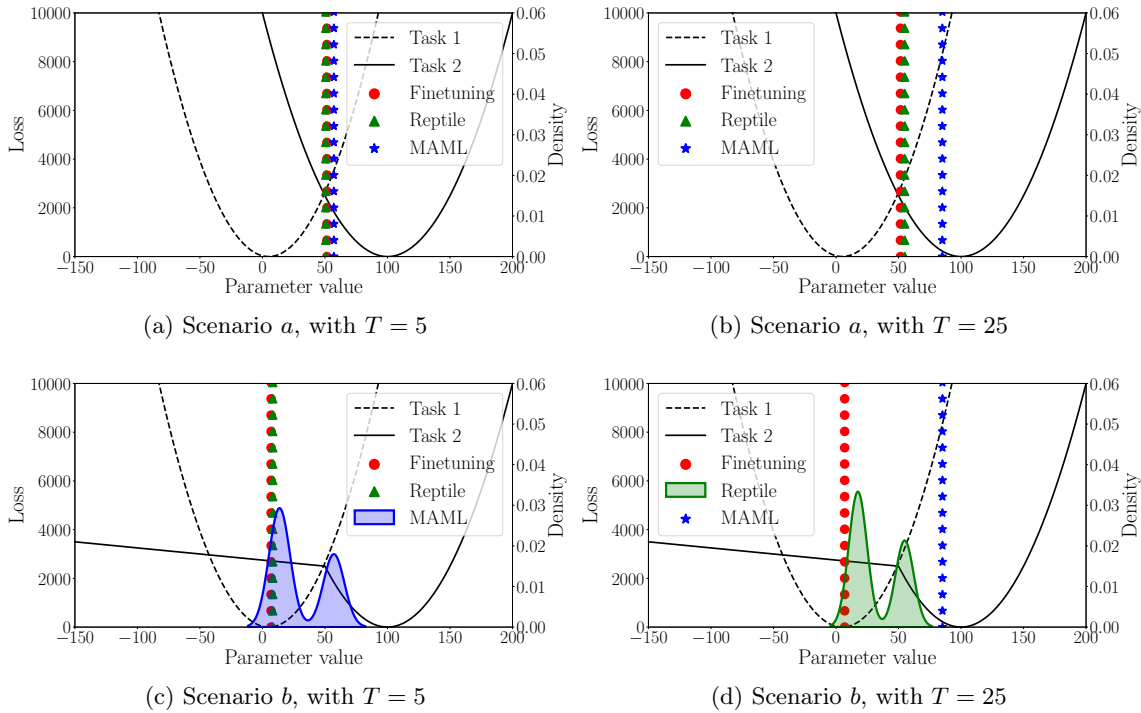 10000
8000
6000
4000
2000
0
Loss
−150 −100 −50 0 50 100 150 200
Parameter value
0.06
0.05
0.04
0.03
0.02
0.01
0.00
Density
Task 1
Task 2
Finetuning
Reptile
MAML
(a) Scenario a, with T = 5
10000
8000
6000
4000
2000
0
Loss
−150 −100 −50 0 50 100 150 200
Parameter value
0.06
0.05
0.04
0.03
0.02
0.01
0.00
Density
Task 1
Task 2
Finetuning
Reptile
MAML
(b) Scenario a, with T = 25
10000
8000
6000
4000
2000
0
Loss
−150 −100 −50 0 50 100 150 200
Parameter value
0.06
0.05
0.04
0.03
0.02
0.01
0.00
Density
Task 1
Task 2
Finetuning
Reptile
MAML
(c) Scenario b, with T = 5
10000
8000
6000
4000
2000
0
Loss
−150 −100 −50 0 50 100 150 200
Parameter value
0.06
0.05
0.04
0.03
0.02
0.01
0.00
Density
Task 1
Task 2
Finetuning
Reptile
MAML
(d) Scenario b, with T = 25